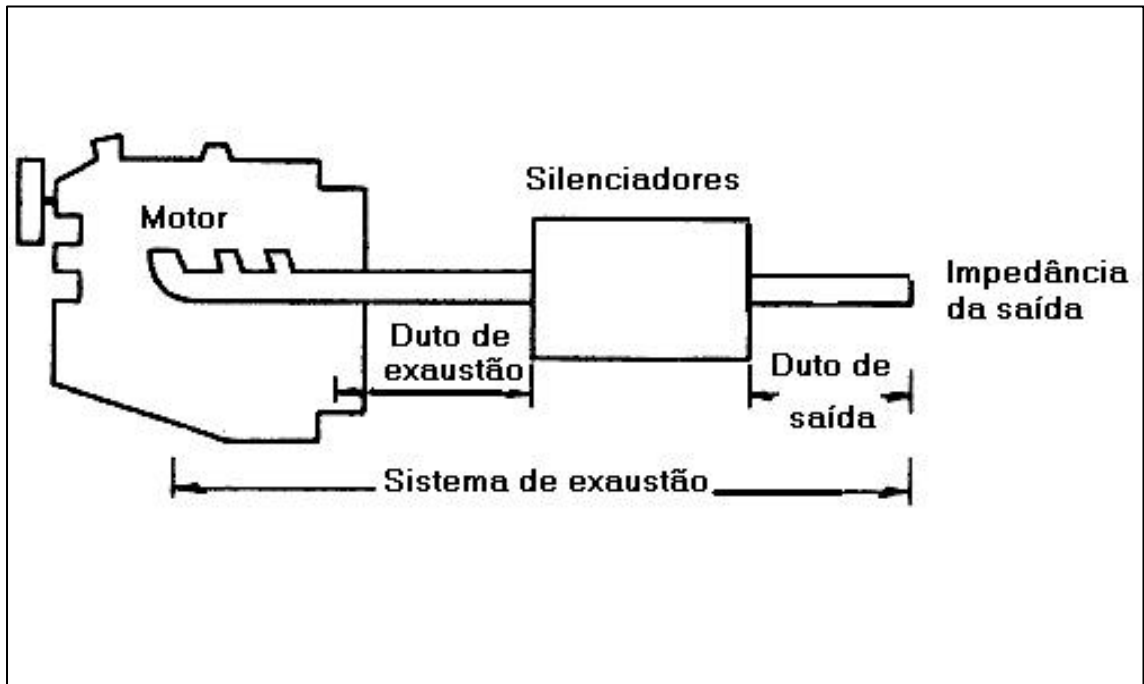 Silenciadores
Motor
Impedância
da saída
Duto de
exaustão
Duto de
saída
Sistema de exaustão